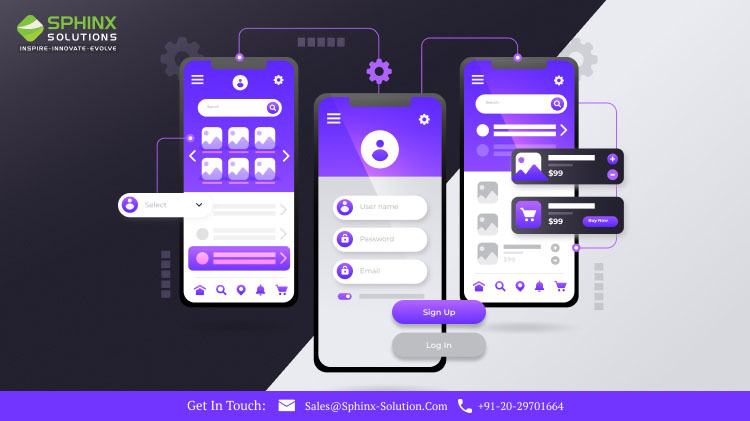 SPHINX
SOLUTIONS
INSPIRE-INNOVATE-EVOLVE
Search
Search
Select
$99
$99
Buy Now
$99
User name
Password
Email
Sign Up
Log In
Get In Touch: Sales@Sphinx-Solution.Com +91-20-29701664